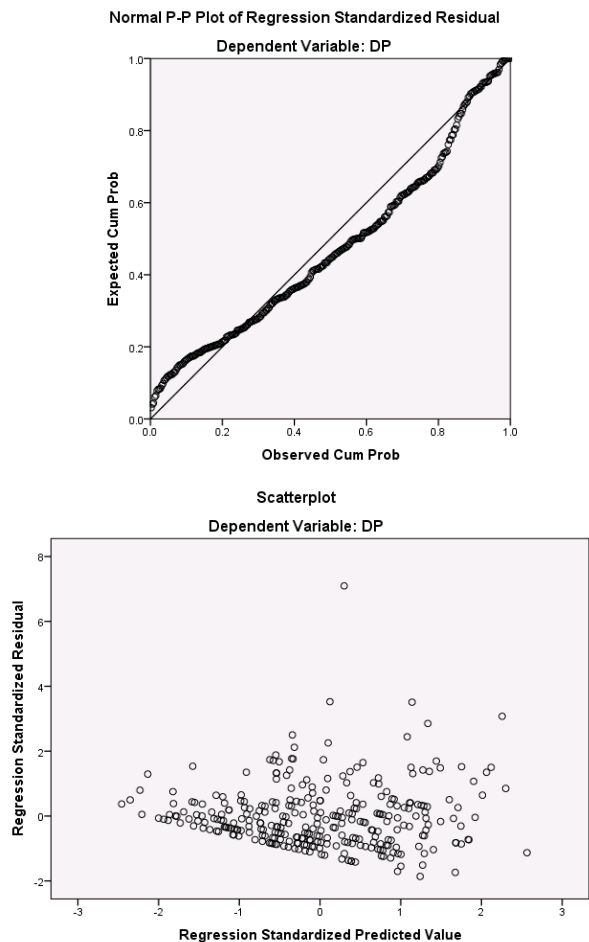 Normal P-P Plot of Regression Standardized Residual
Dependent Variable: DP
1.0
0.8
0.6
0.4
0.2
0.0
Expected Cum Prob
0.0 0.2 0.4 0.6 0.8 1.0
Observed Cum Prob
Scatterplot
Dependent Variable: DP
8
6
4
2
0
-2
Regression Standardized Residual
-3 -2 -1 0 1 2 3
Regression Standardized Predicted Value